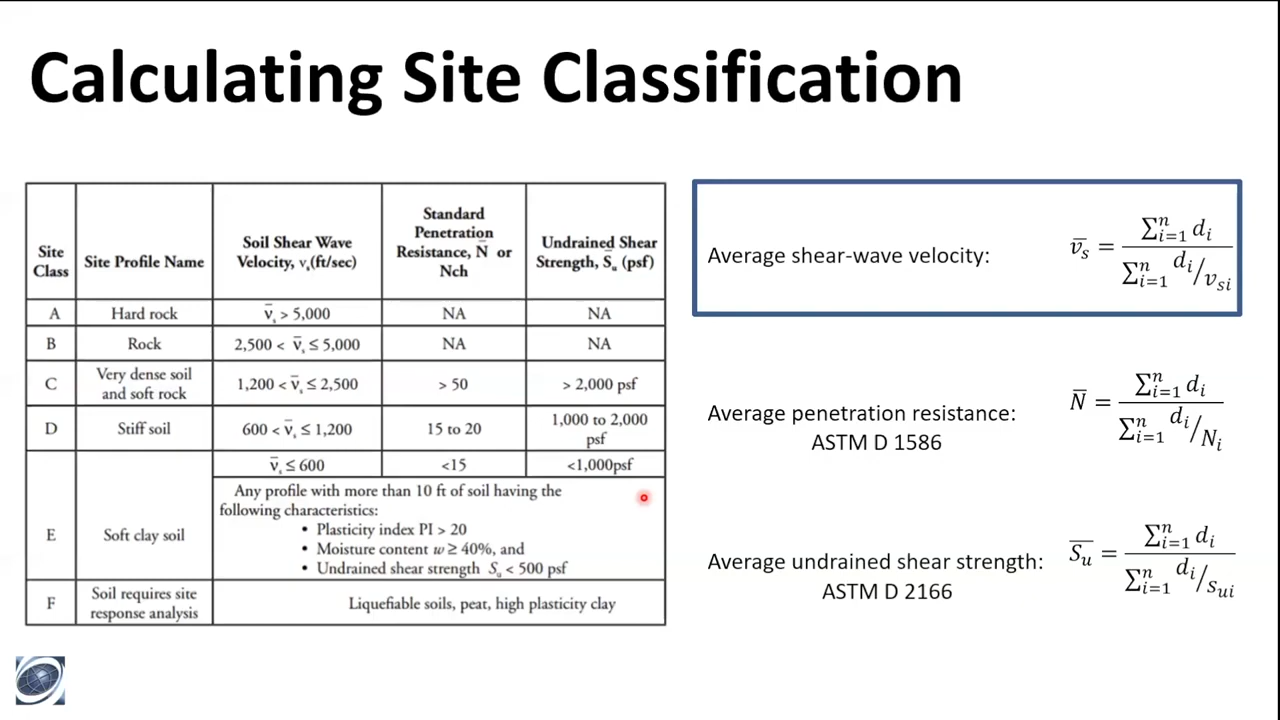 Calculating Site Classification
Site Class
Site Profile Name
Soil Shear Wave Velocity, vₛ(ft/sec)
Standard Penetration Resistance, N̄ or Nch
Undrained Shear Strength, S̄ᵤ (psf)
A Hard rock v̄ₛ > 5,000 NA NA
B Rock 2,500 < v̄ₛ ≤ 5,000 NA NA
C Very dense soil and soft rock 1,200 < v̄ₛ ≤ 2,500 > 50 > 2,000 psf
D Stiff soil 600 < v̄ₛ ≤ 1,200 15 to 20 1,000 to 2,000 psf
E Soft clay soil v̄ₛ ≤ 600 <15 <1,000psf
Any profile with more than 10 ft of soil having the
following characteristics:
• Plasticity index PI > 20
• Moisture content w ≥ 40%, and
• Undrained shear strength Sᵤ < 500 psf
F Soil requires site response analysis Liquefiable soils, peat, high plasticity clay
Average shear-wave velocity: v̄ₛ = ∑ⁿᵢ₌₁ dᵢ / ∑ⁿᵢ₌₁ dᵢ/vₛᵢ
Average penetration resistance: N̄ = ∑ⁿᵢ₌₁ dᵢ / ∑ⁿᵢ₌₁ dᵢ/Nᵢ
ASTM D 1586
Average undrained shear strength: S̄ᵤ = ∑ⁿᵢ₌₁ dᵢ / ∑ⁿᵢ₌₁ dᵢ/sᵤᵢ
ASTM D 2166